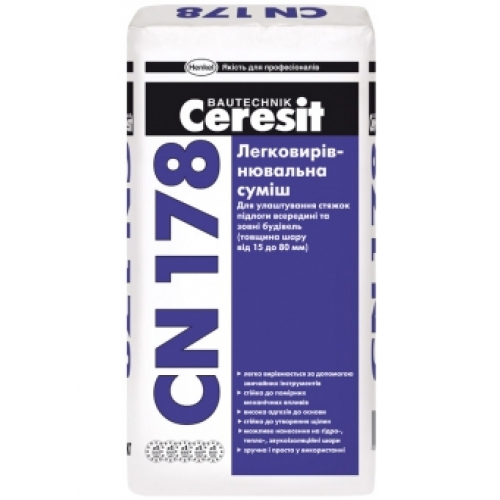 CN 178
Henkel
Якість для професіоналів
BAUTECHNIK
Ceresit
CN 178
Легковирів-
нювальна
суміш
Для улаштування стяжок
підлоги всередині та
зовні будівель
(товщина шару
від 15 до 80 мм)
• легко вирівнюється за допомогою
звичайних інструментів
• стійка до помірних
механічних впливів
• висока адгезія до основи
• стійка до утворення щілин
• можливе нанесення на гідро-,
тепло-, звукоізоляційні шари
• зручна і проста у використанні